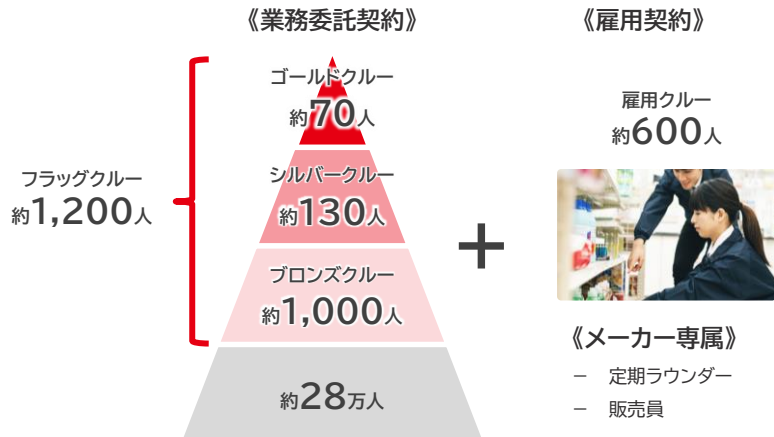 《業務委託契約》
ゴールドクルー
約70人
シルバークルー
約130人
ブロンズクルー
約1,000人
約28万人
フラッグクルー
約1,200人
+
《雇用契約》
雇用クルー
約600人
《メーカー専属》
－ 定期ラウンダー
－ 販売員